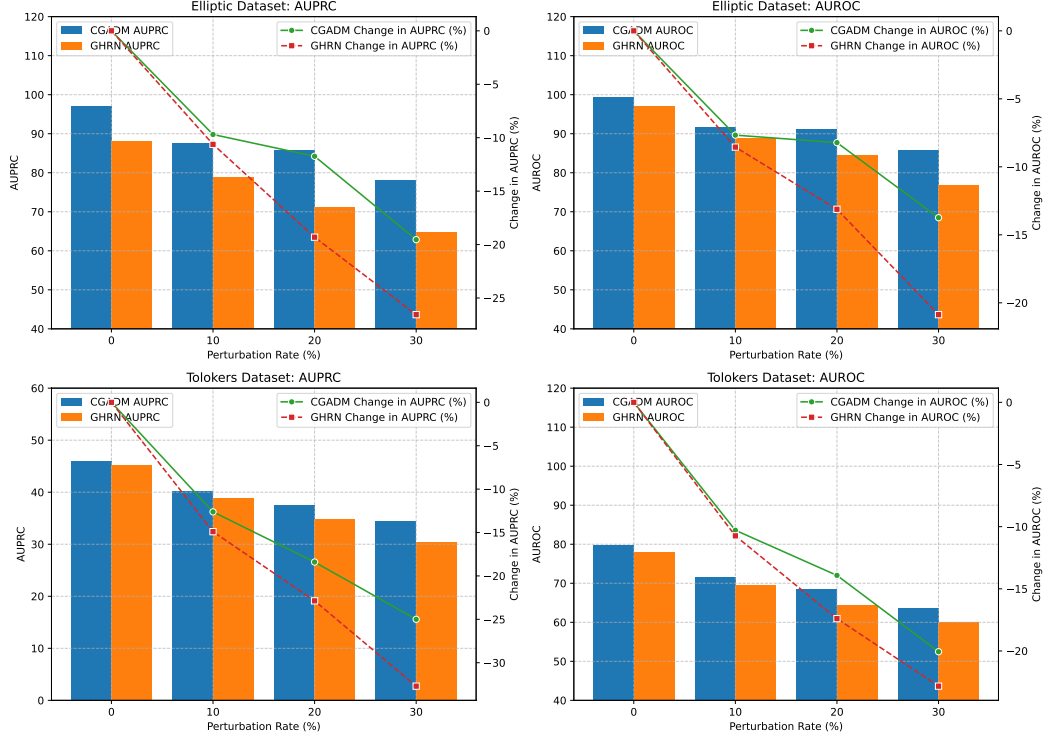 Elliptic Dataset: AUPRC
120
110
100
90
80
70
60
50
40
AUPRC
0
10
20
30
Perturbation Rate (%)
0
−5
−10
−15
−20
−25
Change in AUPRC (%)
CGADM AUPRC
GHRN AUPRC
CGADM Change in AUPRC (%)
GHRN Change in AUPRC (%)
Elliptic Dataset: AUROC
120
110
100
90
80
70
60
50
40
AUROC
0
10
20
30
Perturbation Rate (%)
0
−5
−10
−15
−20
Change in AUROC (%)
CGADM AUROC
GHRN AUROC
CGADM Change in AUROC (%)
GHRN Change in AUROC (%)
Tolokers Dataset: AUPRC
60
50
40
30
20
10
0
AUPRC
0
10
20
30
Perturbation Rate (%)
0
−5
−10
−15
−20
−25
−30
Change in AUPRC (%)
CGADM AUPRC
GHRN AUPRC
CGADM Change in AUPRC (%)
GHRN Change in AUPRC (%)
Tolokers Dataset: AUROC
120
110
100
90
80
70
60
50
40
AUROC
0
10
20
30
Perturbation Rate (%)
0
−5
−10
−15
−20
Change in AUROC (%)
CGADM AUROC
GHRN AUROC
CGADM Change in AUROC (%)
GHRN Change in AUROC (%)